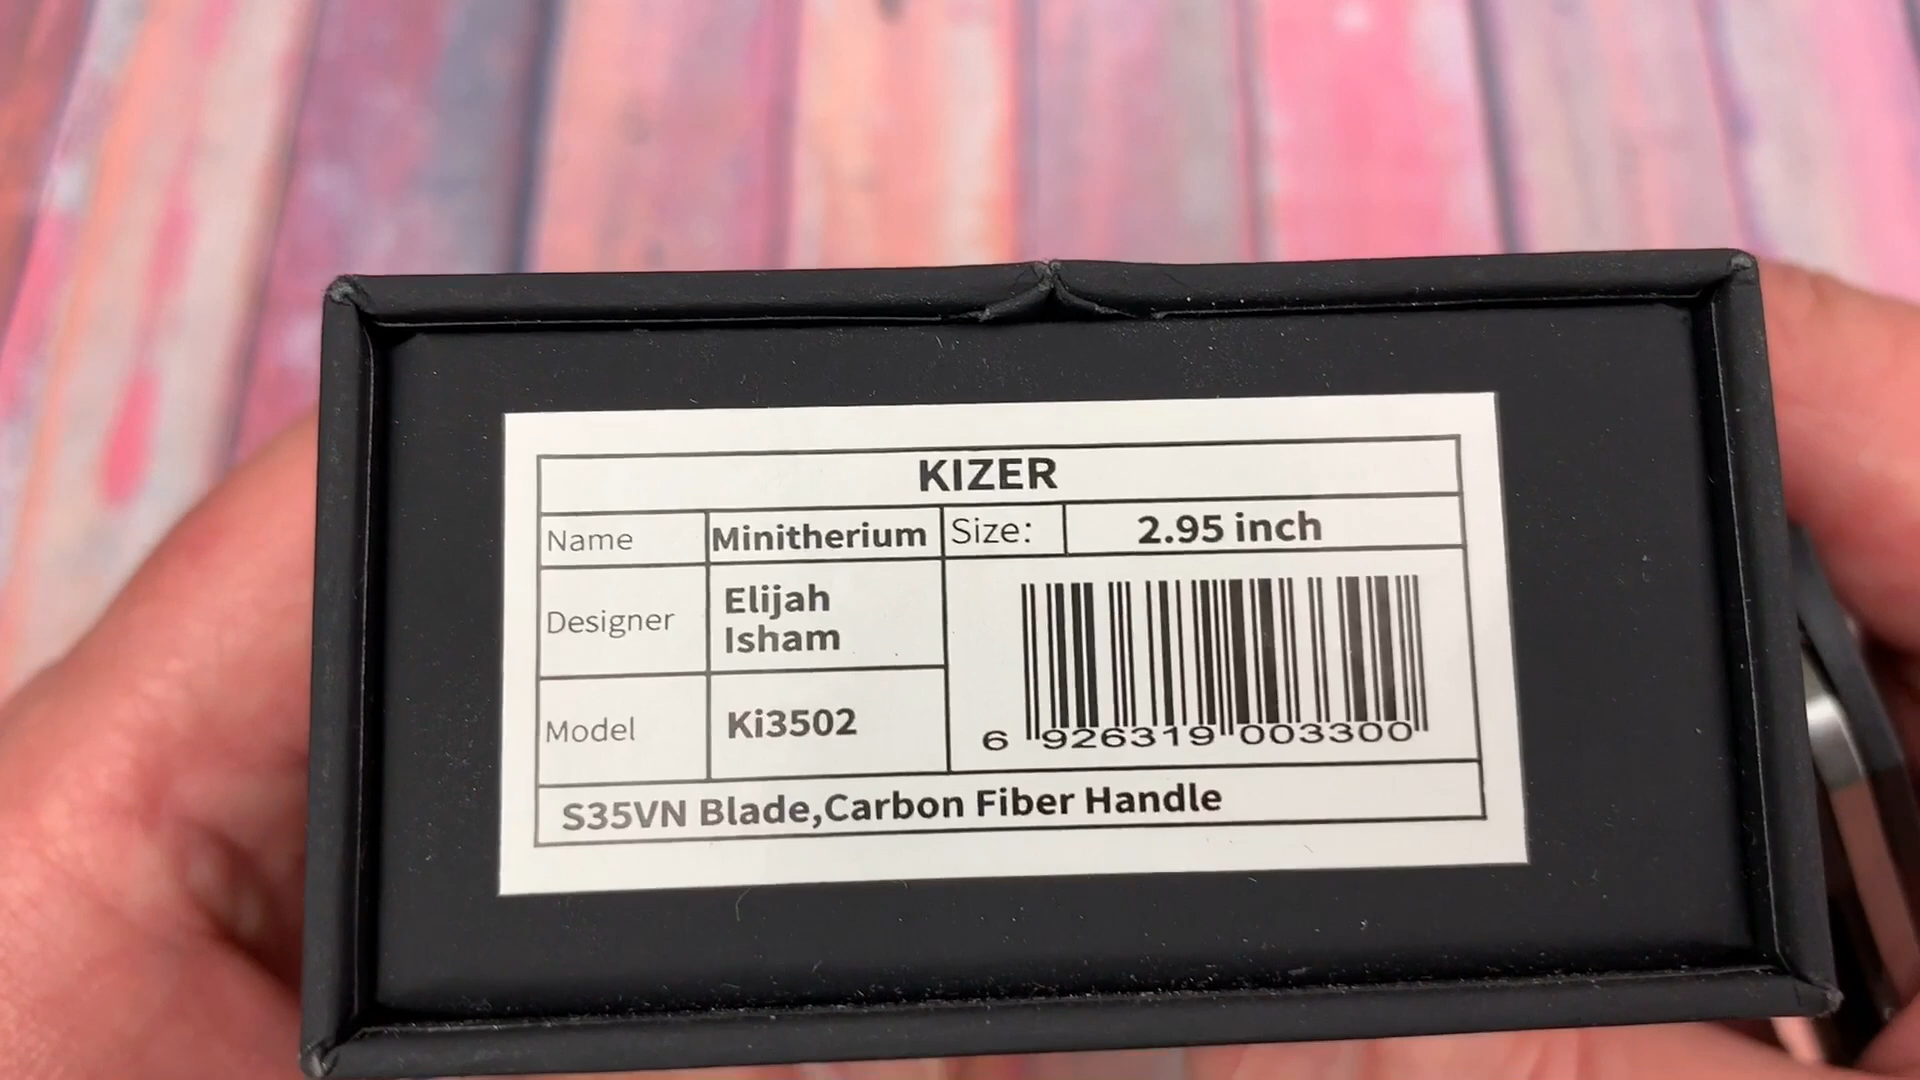 KIZER
Name Minitherium Size: 2.95 inch
Designer Elijah
Isham
Model Ki3502
6 926319 003300
S35VN Blade,Carbon Fiber Handle